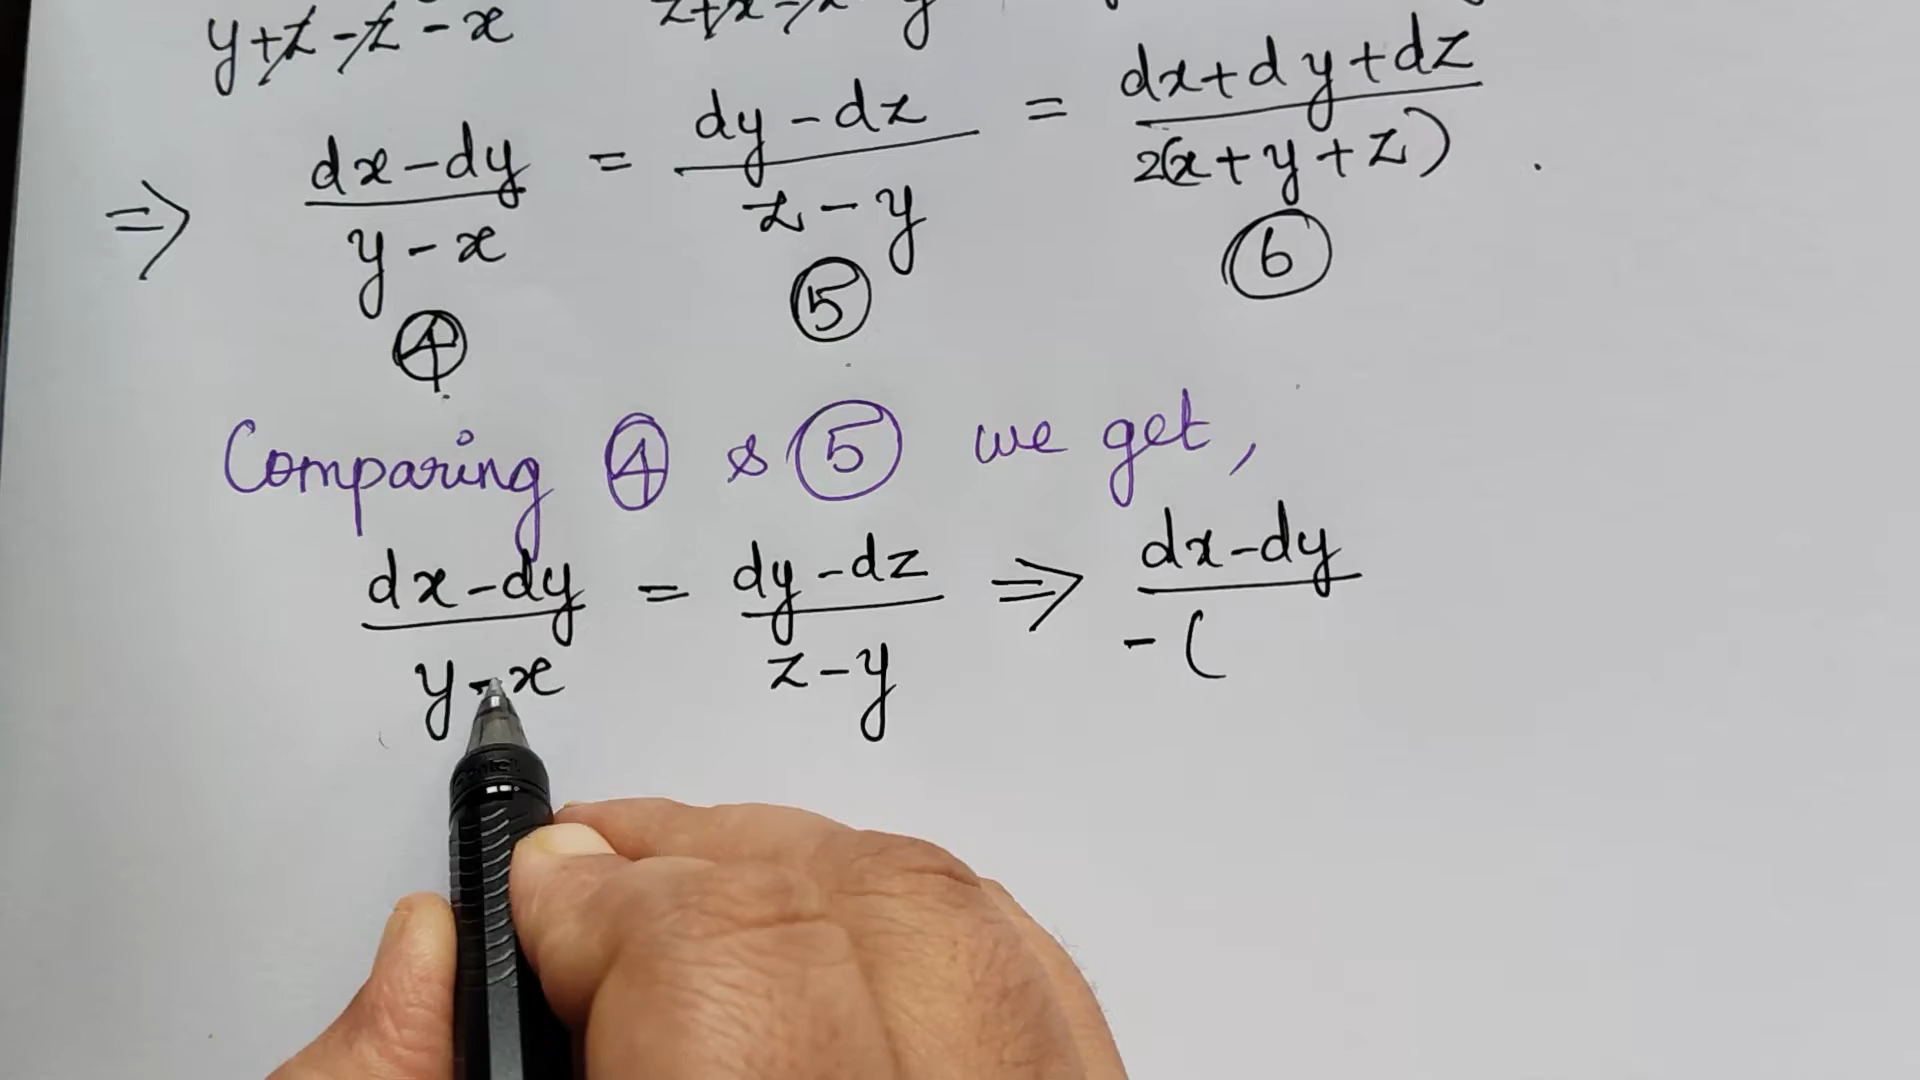 y+z-z-x z+x-x-y
dx-dy = dy-dz = dx+dy+dz
⇒ y-x z-y 2(x+y+z) .
④ ⑤ ⑥
Comparing ④ & ⑤ we get,
dx-dy = dy-dz ⇒ dx-dy
y-x z-y -(